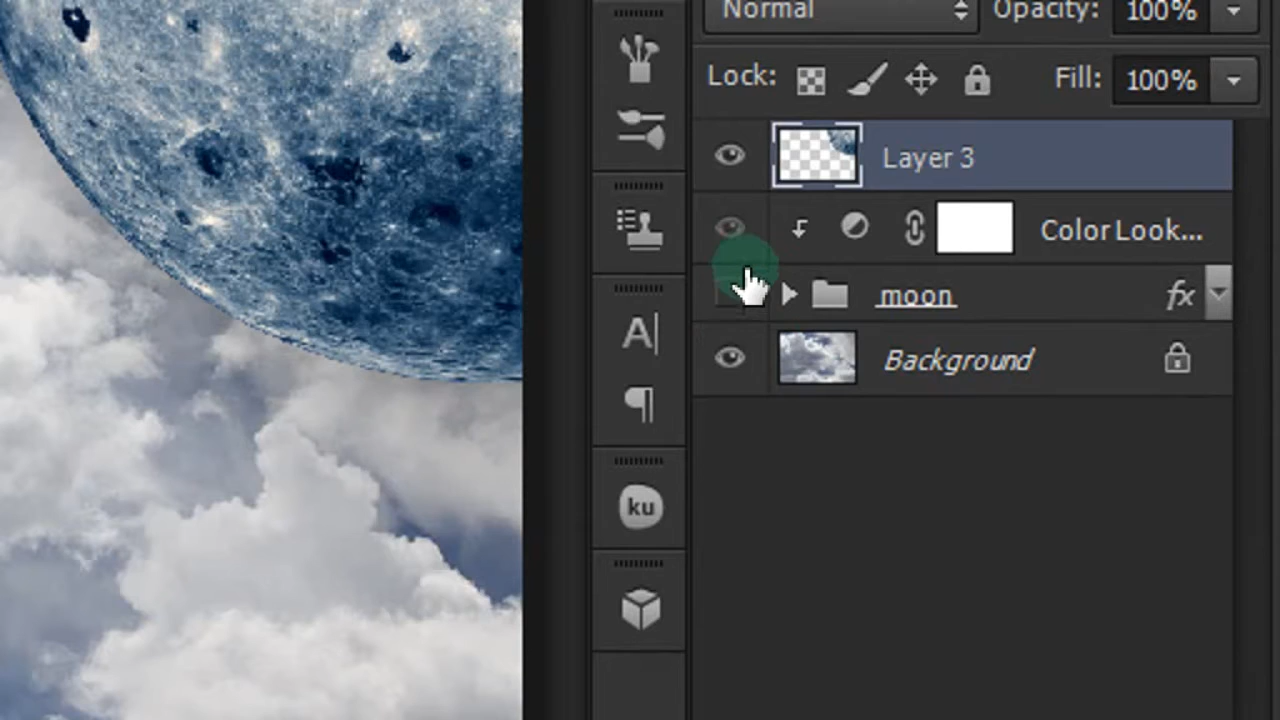 Normal Opacity: 100%
Lock: Fill: 100%
Layer 3
Color Look...
moon fx
Background
A
ku